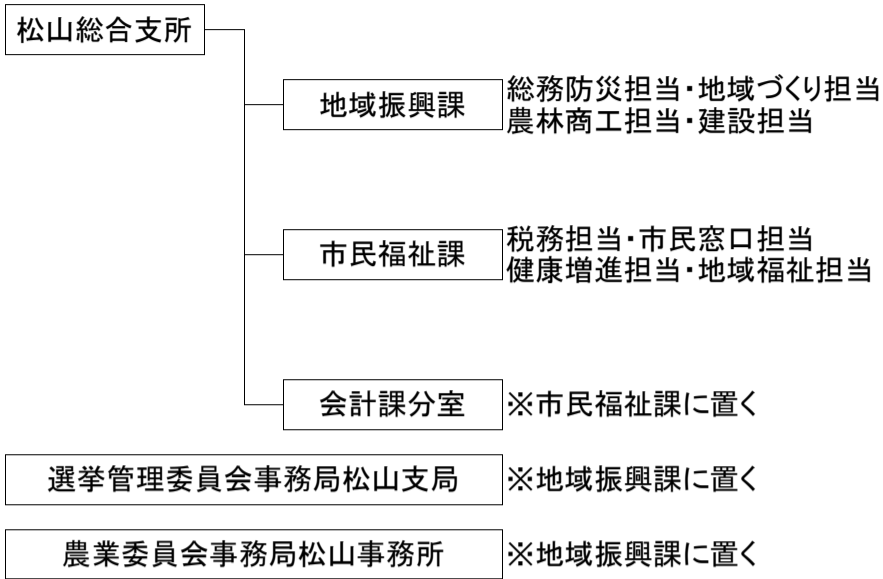 松山総合支所
地域振興課
総務防災担当・地域づくり担当
農林商工担当・建設担当
市民福祉課
税務担当・市民窓口担当
健康増進担当・地域福祉担当
会計課分室
※市民福祉課に置く
選挙管理委員会事務局松山支局
※地域振興課に置く
農業委員会事務局松山事務所
※地域振興課に置く